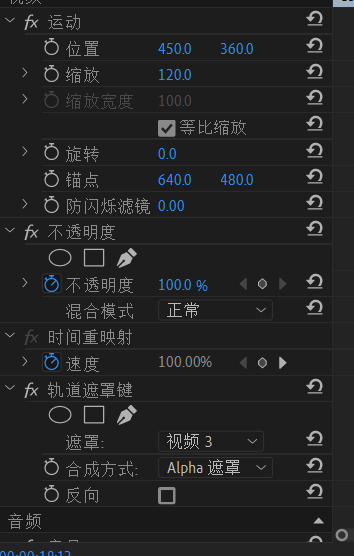 fx 运动
位置 450.0 360.0
缩放 120.0
缩放宽度 100.0
等比缩放
旋转 0.0
锚点 640.0 480.0
防闪烁滤镜 0.00
fx 不透明度
不透明度 100.0 %
混合模式 正常
fx 时间重映射
速度 100.00%
fx 轨道遮罩键
遮罩: 视频 3
合成方式: Alpha 遮罩
反向
音频